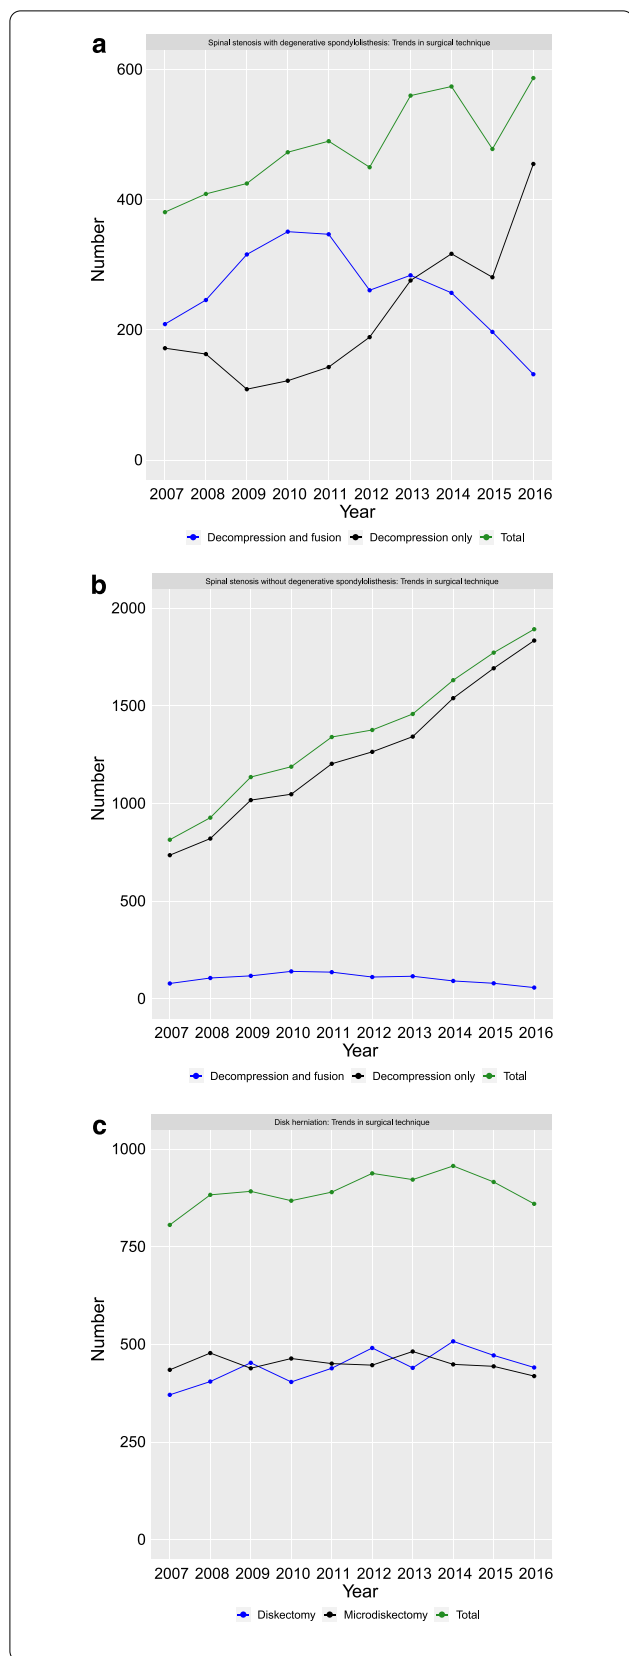 a
Spinal stenosis with degenerative spondylolisthesis: Trends in surgical technique
600
400
200
0
Number
2007 2008 2009 2010 2011 2012 2013 2014 2015 2016
Year
Decompression and fusion Decompression only Total
b
Spinal stenosis without degenerative spondylolisthesis: Trends in surgical technique
2000
1500
1000
500
0
Number
2007 2008 2009 2010 2011 2012 2013 2014 2015 2016
Year
Decompression and fusion Decompression only Total
c
Disk herniation: Trends in surgical technique
1000
750
500
250
0
Number
2007 2008 2009 2010 2011 2012 2013 2014 2015 2016
Year
Diskectomy Microdiskectomy Total